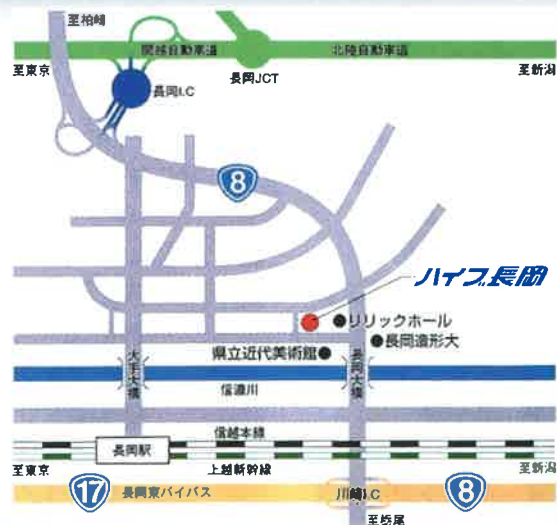 至柏崎
関越自動車道
北陸自動車道
至東京
長岡JCT
至新潟
長岡I.C
8
ハイブ長岡
リリックホール
長岡造形大
県立近代美術館
大手大橋
長岡大橋
信濃川
信越本線
長岡駅
至東京
上越新幹線
至新潟
17
長岡東バイパス
川崎I.C
8
至栃尾